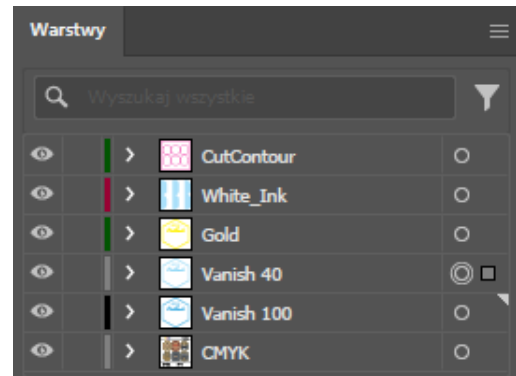 Warstwy
Wyszukaj wszystkie
CutContour
White_Ink
Gold
Vanish 40
Vanish 100
CMYK